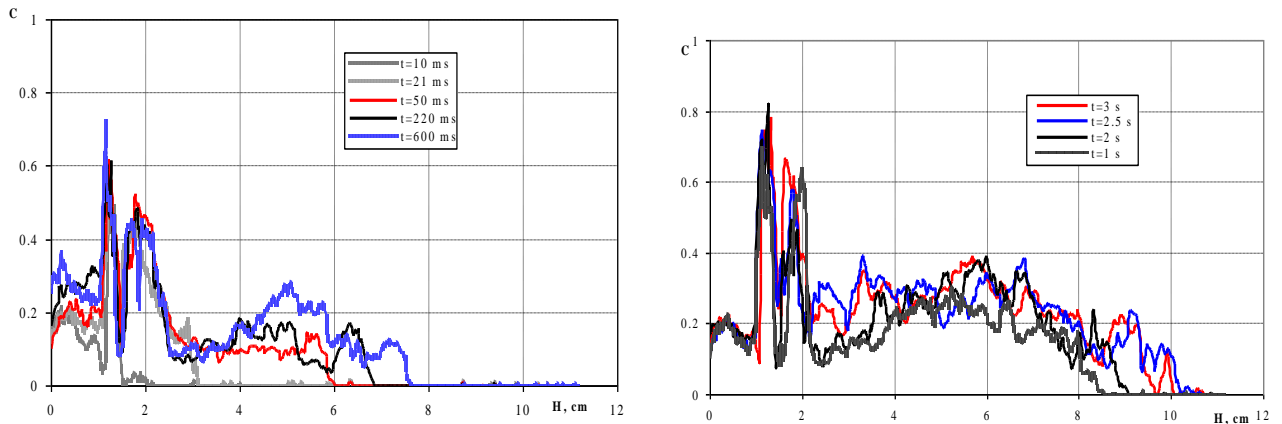 C
1
0.8
0.6
0.4
0.2
0
t=10 ms
t=21 ms
t=50 ms
t=220 ms
t=600 ms
0 2 4 6 8 10 12
H, cm
C
1
0.8
0.6
0.4
0.2
0
t=3 s
t=2.5 s
t=2 s
t=1 s
0 2 4 6 8 10 12
H, cm